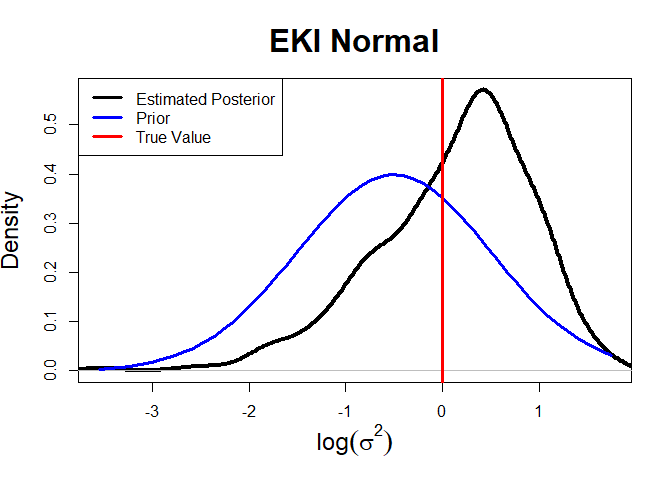 EKI Normal
Estimated Posterior
Prior
True Value
Density
0.5
0.4
0.3
0.2
0.1
0.0
-3 -2 -1 0 1
log(σ²)